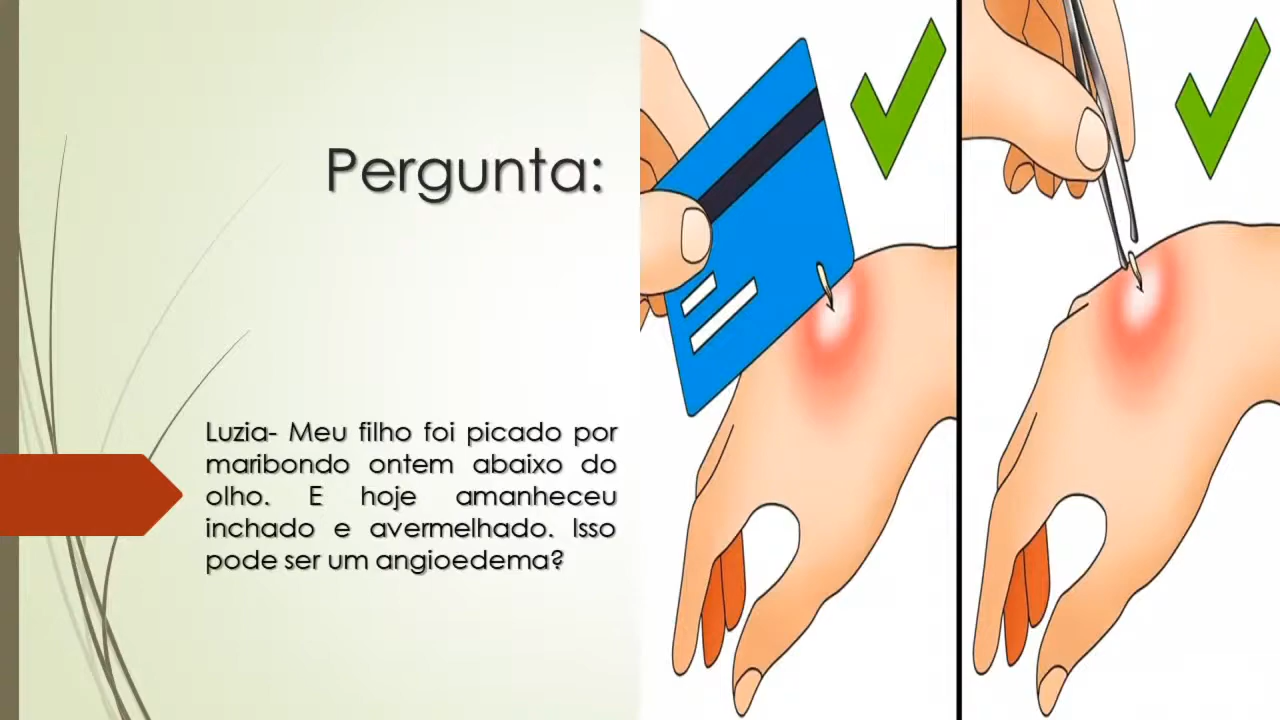 Pergunta:
Luzia- Meu filho foi picado por
maribondo ontem abaixo do
olho. E hoje amanheceu
inchado e avermelhado. Isso
pode ser um angioedema?